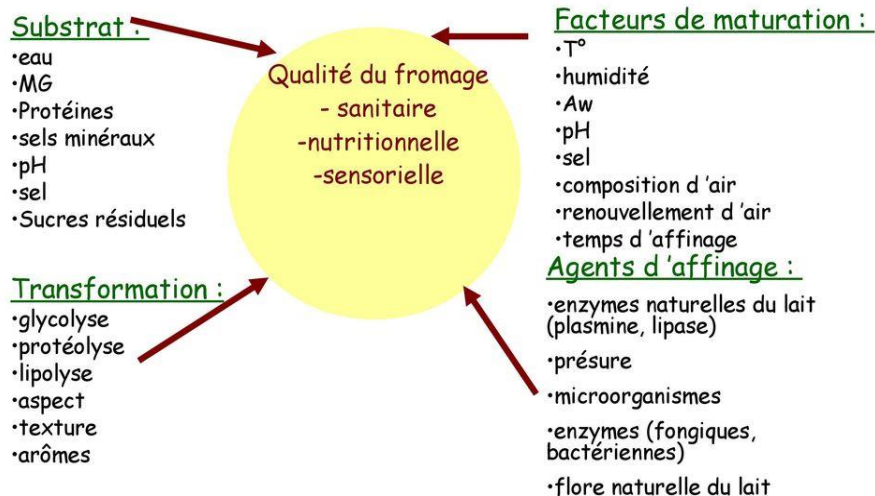 Substrat :
•eau
•MG
•Protéines
•sels minéraux
•pH
•sel
•Sucres résiduels
Qualité du fromage
- sanitaire
-nutritionnelle
-sensorielle
Facteurs de maturation :
•T°
•humidité
•Aw
•pH
•sel
•composition d ’air
•renouvellement d ’air
•temps d ’affinage
Transformation :
•glycolyse
•protéolyse
•lipolyse
•aspect
•texture
•arômes
Agents d ’affinage :
•enzymes naturelles du lait
(plasmine, lipase)
•présure
•microorganismes
•enzymes (fongiques,
bactériennes)
•flore naturelle du lait